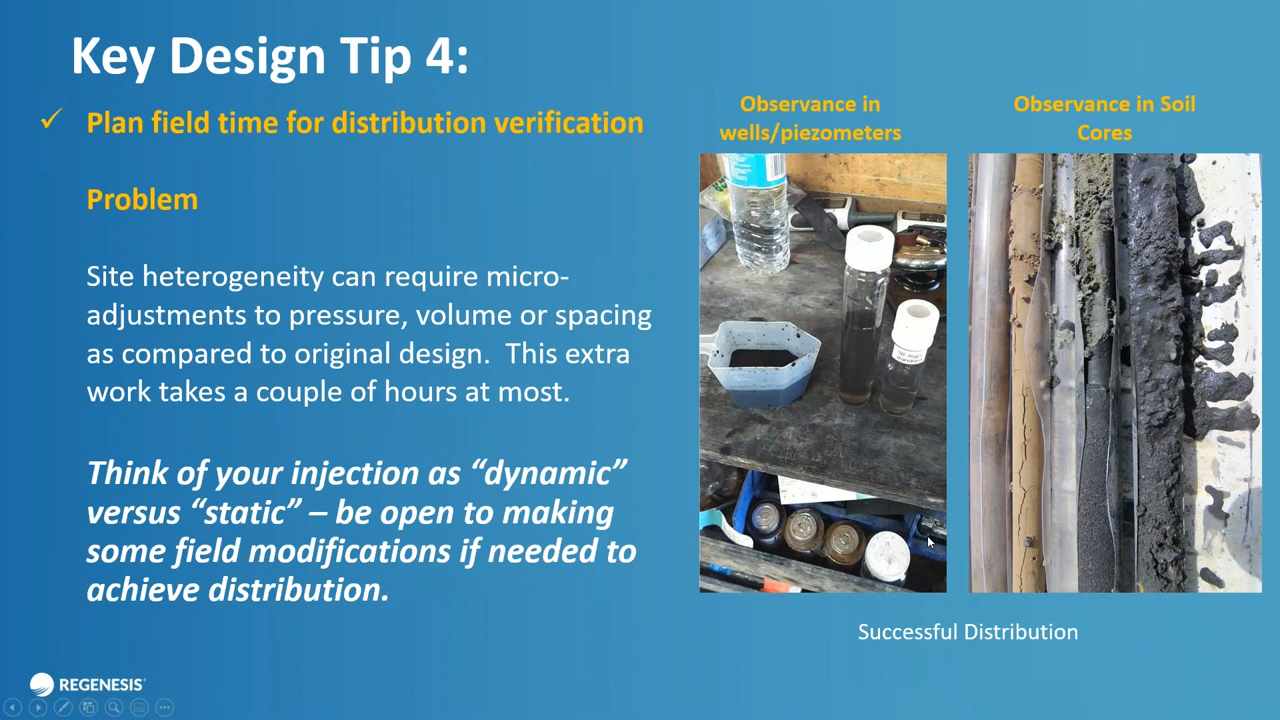 Key Design Tip 4:
✓ Plan field time for distribution verification
Problem
Site heterogeneity can require micro-
adjustments to pressure, volume or spacing
as compared to original design. This extra
work takes a couple of hours at most.
Think of your injection as “dynamic”
versus “static” – be open to making
some field modifications if needed to
achieve distribution.
Observance in
wells/piezometers
Observance in Soil
Cores
Successful Distribution
REGENESIS